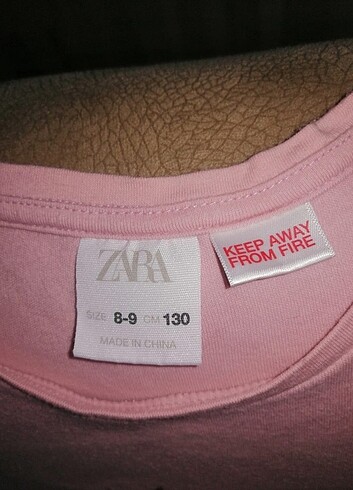 ZARA
SIZE 8-9 CM 130
MADE IN CHINA
KEEP AWAY
FROM FIRE